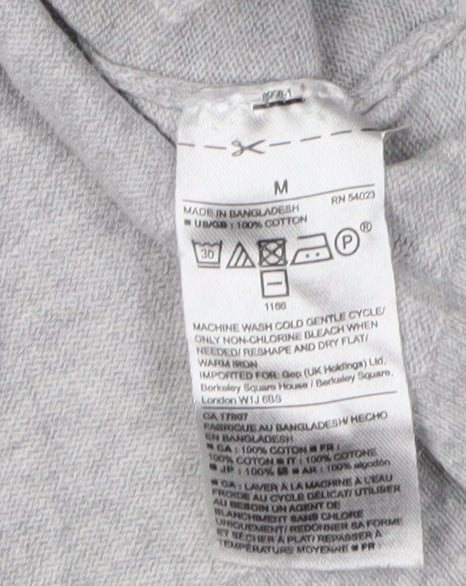 M
RN 54023
MADE IN BANGLADESH
■ US/GB : 100% COTTON
30
P®
1166
MACHINE WASH COLD GENTLE CYCLE/
ONLY NON-CHLORINE BLEACH WHEN
NEEDED/ RESHAPE AND DRY FLAT/
WARM IRON
IMPORTED FOR: Gap (UK Holdings) Ltd,
Berkeley Square House / Berkeley Square,
London W1J 6BS
CA 17897
FABRIQUE AU BANGLADESH/ HECHO
EN BANGLADESH
■ CA : 100% COTON ■ FR :
100% COTON ■ IT : 100% COTONE
■ JP : 100% 綿 ■ AR : 100% algodón
■ CA : LAVER À LA MACHINE À L'EAU
FROIDE AU CYCLE DÉLICAT/ UTILISER
AU BESOIN UN AGENT DE
BLANCHIMENT SANS CHLORE
UNIQUEMENT/ REDONNER SA FORME
ET SÉCHER À PLAT/ REPASSER À
TEMPÉRATURE MOYENNE ■ FR :